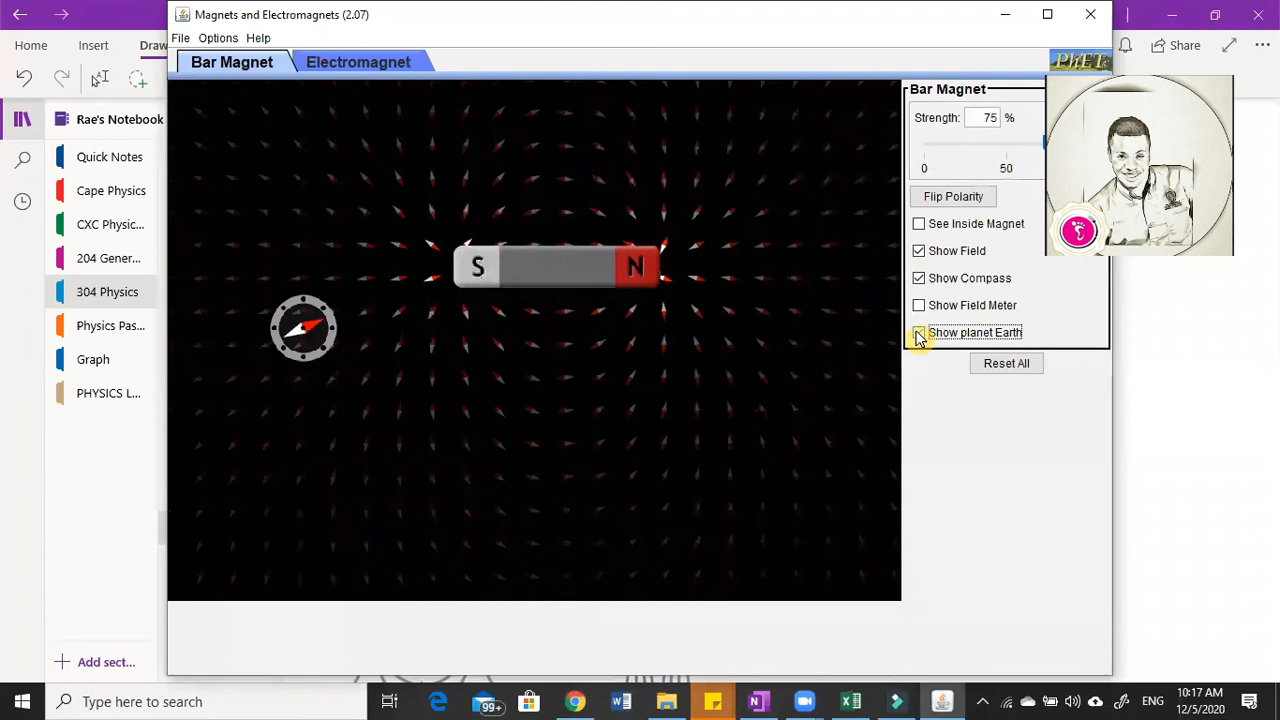 Magnets and Electromagnets (2.07)
File Options Help
Home Insert Draw
Share
Bar Magnet Electromagnet
PhET
Rae's Notebook
Quick Notes
Cape Physics
CXC Physic...
204 Gener...
304 Physics
Physics Pas...
Graph
PHYSICS L...
Add sect...
S N
Bar Magnet
Strength: 75 %
0 50
Flip Polarity
See Inside Magnet
Show Field
Show Compass
Show Field Meter
Show planet Earth
Reset All
Type here to search
99+
ENG
10:17 AM
12/5/2020